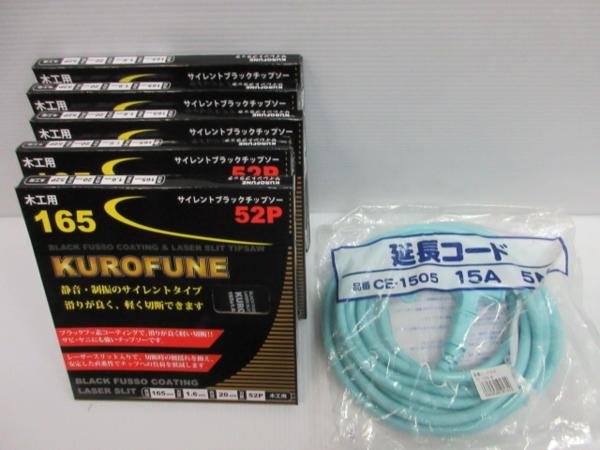 木工用
サイレントブラックチップソー
KUROFUNE
木工用
サイレントブラックチップソー
KUROFUNE
木工用
サイレントブラックチップソー
木工用
サイレントブラックチップソー
52P
木工用
サイレントブラックチップソー
165
52P
BLACK FUSSO COATING & LASER SLIT TIPSAW
KUROFUNE
静音・制振のサイレントタイプ
滑りが良く、軽く切断できます
ブラックフッ素コーティングで、滑りが良く軽い切断!!
サビ・ヤニにも強いチップソーです。
レーザースリット入りで、切断時の
安定した直進性でチップへの負荷を軽減します。
BLACK FUSSO COATING
LASER SLIT
165
1.6
20
52P
木工用
延長コード
品番 CE-1505 15A 5